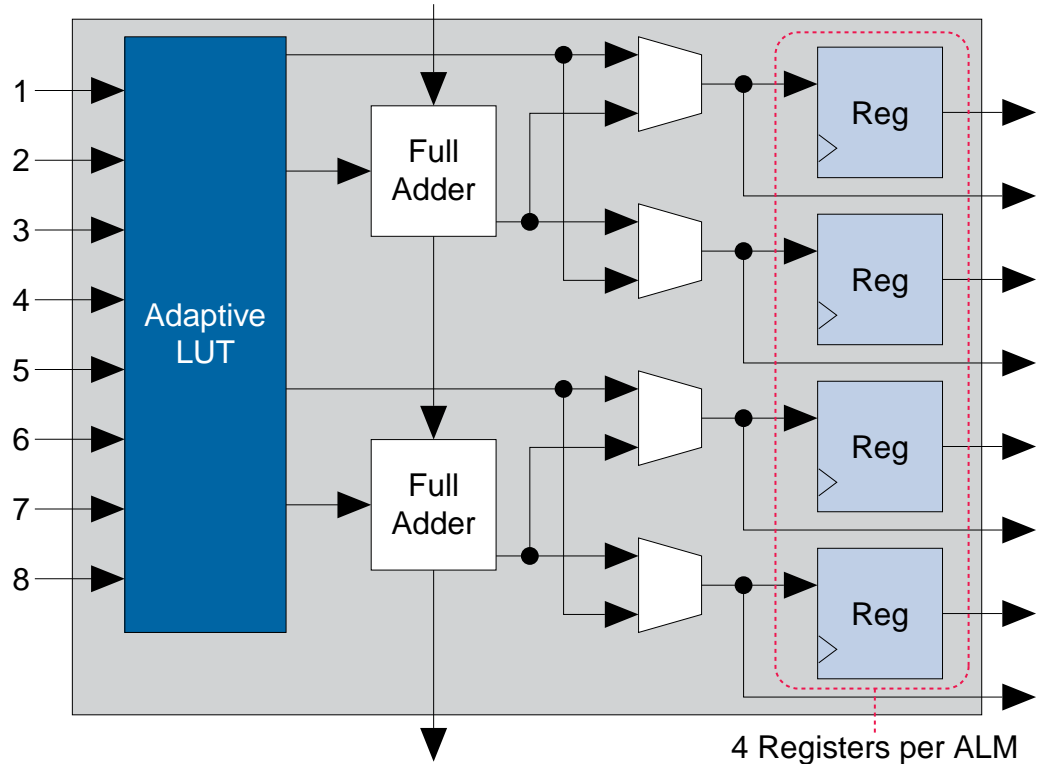 1
2
3
4
5
6
7
8
Adaptive
LUT
Full
Adder
Full
Adder
Reg
Reg
Reg
Reg
4 Registers per ALM